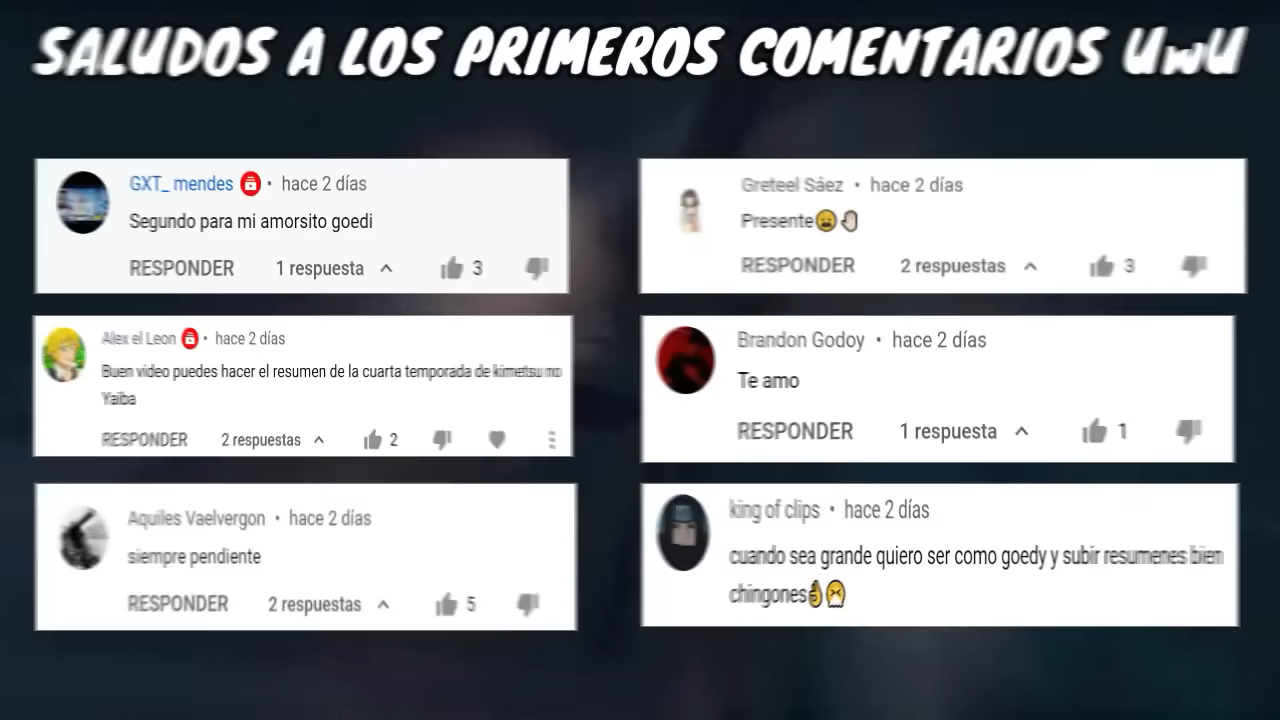 SALUDOS A LOS PRIMEROS COMENTARIOS UwU
GXT_ mendes • hace 2 días
Segundo para mi amorsito goedi
RESPONDER 1 respuesta 3
Alex el Leon • hace 2 días
Buen video puedes hacer el resumen de la cuarta temporada de kimetsu no
Yaiba
RESPONDER 2 respuestas 2
Aquiles Vaelvergon • hace 2 días
siempre pendiente
RESPONDER 2 respuestas 5
Greteel Sáez • hace 2 días
Presente😫🤚
RESPONDER 2 respuestas 3
Brandon Godoy • hace 2 días
Te amo
RESPONDER 1 respuesta 1
king of clips • hace 2 días
cuando sea grande quiero ser como goedy y subir resumenes bien
chingones